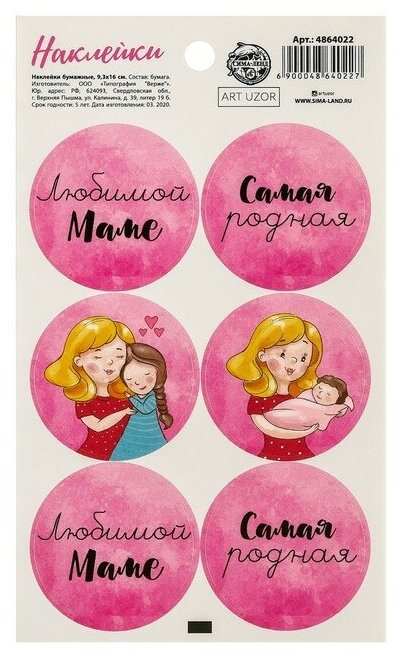 Наклейки
Наклейки бумажные, 9,3х16 см. Состав: бумага.
Изготовитель: ООО «Типография "Верже"».
Юр. адрес: РФ, 624093, Свердловская обл.,
г. Верхняя Пышма, ул. Калинина, д. 39, литер 19 б.
Срок годности: 5 лет. Дата изготовления: 03. 2020.
СИМА-ЛЕНД
ART UZOR
Арт.: 4864022
6 900048 640227
artuzor
WWW.SIMA-LAND.RU
Любимой
Маме
Самая
родная
Любимой
Маме
Самая
родная